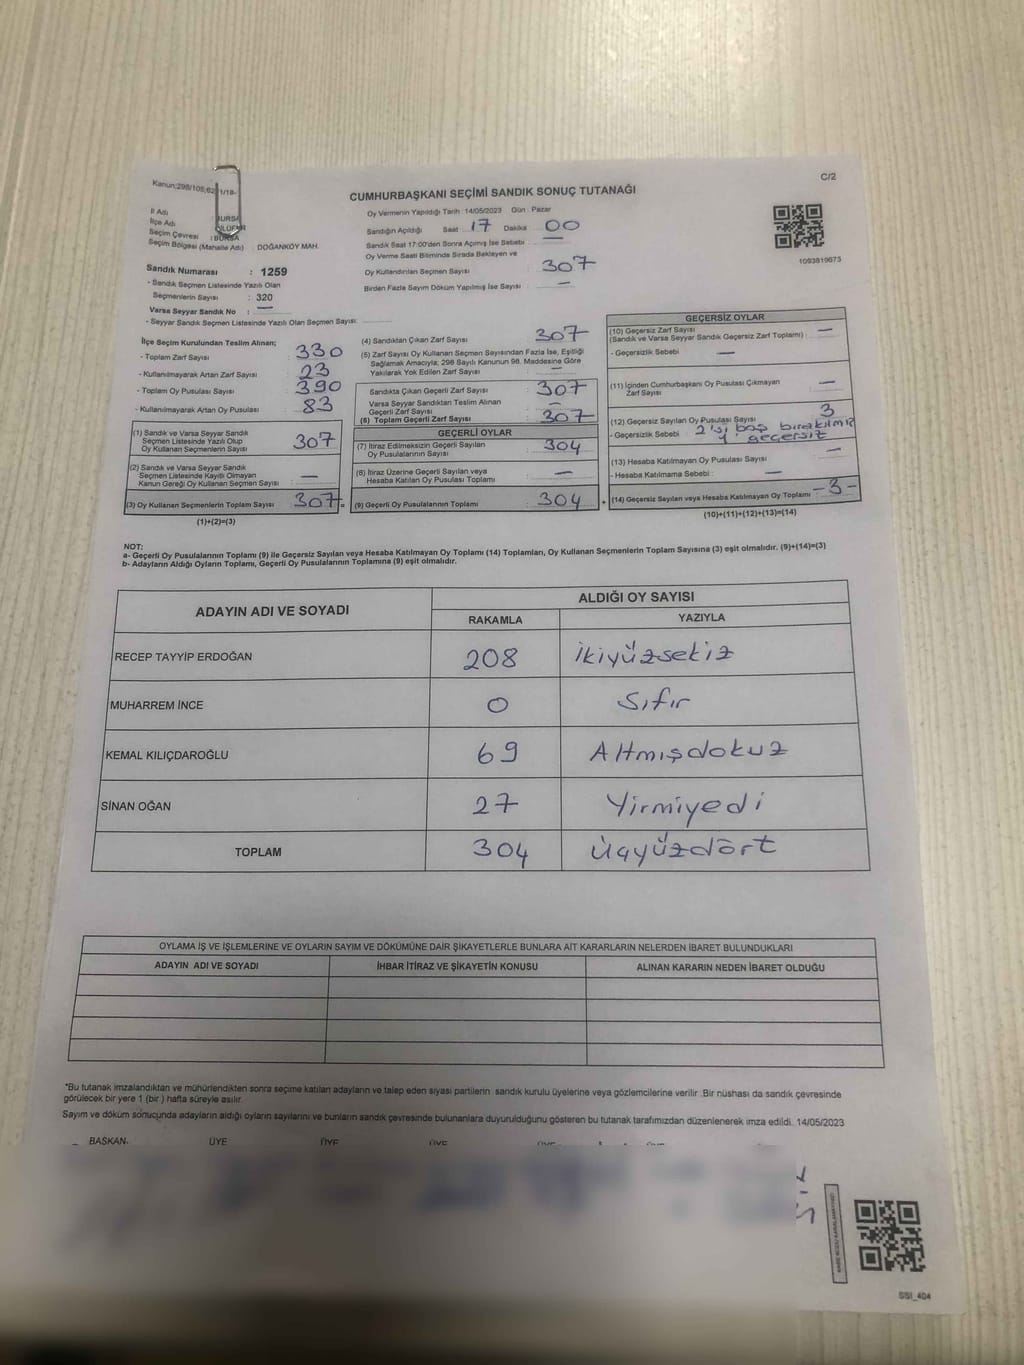 C/2
Kanun:298/105,62 1/18-
CUMHURBAŞKANI SEÇİMİ SANDIK SONUÇ TUTANAĞI
İl Adı BURSA
İlçe Adı NİLÜFER
Seçim Çevresi : BURSA
Seçim Bölgesi (Mahalle Adı) : DOĞANKÖY MAH.
Oy Vermenin Yapıldığı Tarih :14/05/2023 Gün : Pazar
Sandığın Açıldığı Saat 17 Dakika 00
Sandık Saat 17:00'den Sonra Açılmış İse Sebebi —
Oy Verme Saati Bitiminde Sırada Bekleyen ve
Oy Kullandırılan Seçmen Sayısı : 307
Birden Fazla Sayım Döküm Yapılmış İse Sayısı : —
1093819673
Sandık Numarası : 1259
- Sandık Seçmen Listesinde Yazılı Olan
Seçmenlerin Sayısı : 320
Varsa Seyyar Sandık No : —
- Seyyar Sandık Seçmen Listesinde Yazılı Olan Seçmen Sayısı:
İlçe Seçim Kurulundan Teslim Alınan;
- Toplam Zarf Sayısı : 330
- Kullanılmayarak Artan Zarf Sayısı : 23
- Toplam Oy Pusulası Sayısı : 390
- Kullanılmayarak Artan Oy Pusulası : 83
(1) Sandık ve Varsa Seyyar Sandık
Seçmen Listesinde Yazılı Olup
Oy Kullanan Seçmenlerin Sayısı : 307
(2) Sandık ve Varsa Seyyar Sandık
Seçmen Listesinde Kayıtlı Olmayan
Kanun Gereği Oy Kullanan Seçmen Sayısı : —
(3) Oy Kullanan Seçmenlerin Toplam Sayısı : 307 =
(1)+(2)=(3)
(4) Sandıktan Çıkan Zarf Sayısı : 307
(5) Zarf Sayısı Oy Kullanan Seçmen Sayısından Fazla İse, Eşitliği
Sağlamak Amacıyla; 298 Sayılı Kanunun 98. Maddesine Göre
Yakılarak Yok Edilen Zarf Sayısı : —
Sandıkta Çıkan Geçerli Zarf Sayısı : 307
Varsa Seyyar Sandıktan Teslim Alınan
Geçerli Zarf Sayısı : —
(6) Toplam Geçerli Zarf Sayısı : 307
GEÇERLİ OYLAR
(7) İtiraz Edilmeksizin Geçerli Sayılan
Oy Pusulalarının Sayısı : 304
(8) İtiraz Üzerine Geçerli Sayılan veya
Hesaba Katılan Oy Pusulası Toplamı : —
(9) Geçerli Oy Pusulalarının Toplamı : 304 +
GEÇERSİZ OYLAR
(10) Geçersiz Zarf Sayısı
(Sandık ve Varsa Seyyar Sandık Geçersiz Zarf Toplamı) : —
- Geçersizlik Sebebi : —
(11) İçinden Cumhurbaşkanı Oy Pusulası Çıkmayan
Zarf Sayısı : —
(12) Geçersiz Sayılan Oy Pusulası Sayısı : 3
- Geçersizlik Sebebi : 2'si boş bırakılmış
1' geçersiz
(13) Hesaba Katılmayan Oy Pusulası Sayısı : —
- Hesaba Katılmama Sebebi : —
(14) Geçersiz Sayılan veya Hesaba Katılmayan Oy Toplamı : -3-
(10)+(11)+(12)+(13)=(14)
NOT:
a- Geçerli Oy Pusulalarının Toplamı (9) ile Geçersiz Sayılan veya Hesaba Katılmayan Oy Toplamı (14) Toplamları, Oy Kullanan Seçmenlerin Toplam Sayısına (3) eşit olmalıdır. (9)+(14)=(3)
b- Adayların Aldığı Oyların Toplamı, Geçerli Oy Pusulalarının Toplamına (9) eşit olmalıdır.
ADAYIN ADI VE SOYADI ALDIĞI OY SAYISI
RAKAMLA YAZIYLA
RECEP TAYYİP ERDOĞAN 208 İkiyüzsekiz
MUHARREM İNCE 0 Sıfır
KEMAL KILIÇDAROĞLU 69 Altmışdokuz
SİNAN OĞAN 27 Yirmiyedi
TOPLAM 304 Üçyüzdört
OYLAMA İŞ VE İŞLEMLERİNE VE OYLARIN SAYIM VE DÖKÜMÜNE DAİR ŞİKAYETLERLE BUNLARA AİT KARARLARIN NELERDEN İBARET BULUNDUKLARI
ADAYIN ADI VE SOYADI İHBAR İTİRAZ VE ŞİKAYETİN KONUSU ALINAN KARARIN NEDEN İBARET OLDUĞU
*Bu tutanak imzalandıktan ve mühürlendikten sonra seçime katılan adayların ve talep eden siyasi partilerin sandık kurulu üyelerine veya gözlemcilerine verilir. Bir nüshası da sandık çevresinde
görülecek bir yere 1 (bir) hafta süreyle asılır.
Sayım ve döküm sonucunda adayların aldığı oyların sayılarını ve bunların sandık çevresinde bulunanlara duyurulduğunu gösteren bu tutanak tarafımızdan düzenlenerek imza edildi. 14/05/2023
BAŞKAN ÜYE ÜYE ÜYE ÜYE ÜYE
SSI_404